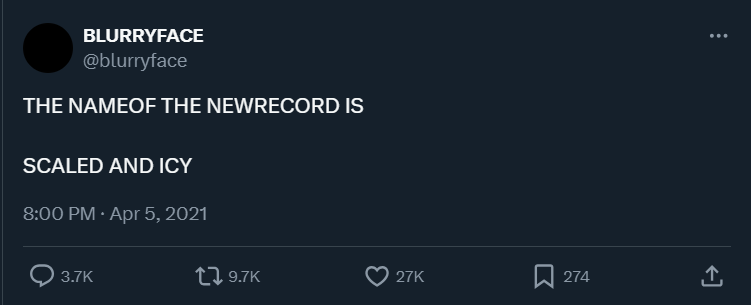 BLURRYFACE
@blurryface
THE NAMEOF THE NEWRECORD IS
SCALED AND ICY
8:00 PM · Apr 5, 2021
3.7K 9.7K 27K 274